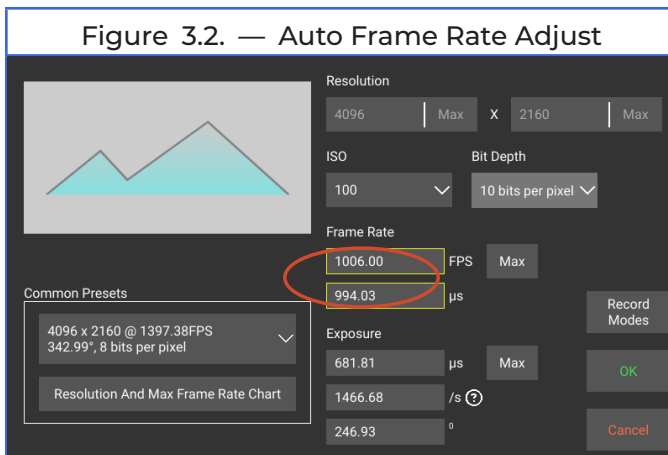 Figure 3.2. — Auto Frame Rate Adjust
Resolution
4096 Max X 2160 Max
ISO Bit Depth
100 10 bits per pixel
Frame Rate
1006.00 FPS Max
994.03 µs
Common Presets
4096 x 2160 @ 1397.38FPS
342.99°, 8 bits per pixel
Resolution And Max Frame Rate Chart
Exposure
681.81 µs Max
1466.68 /s ?
246.93 °
Record
Modes
OK
Cancel